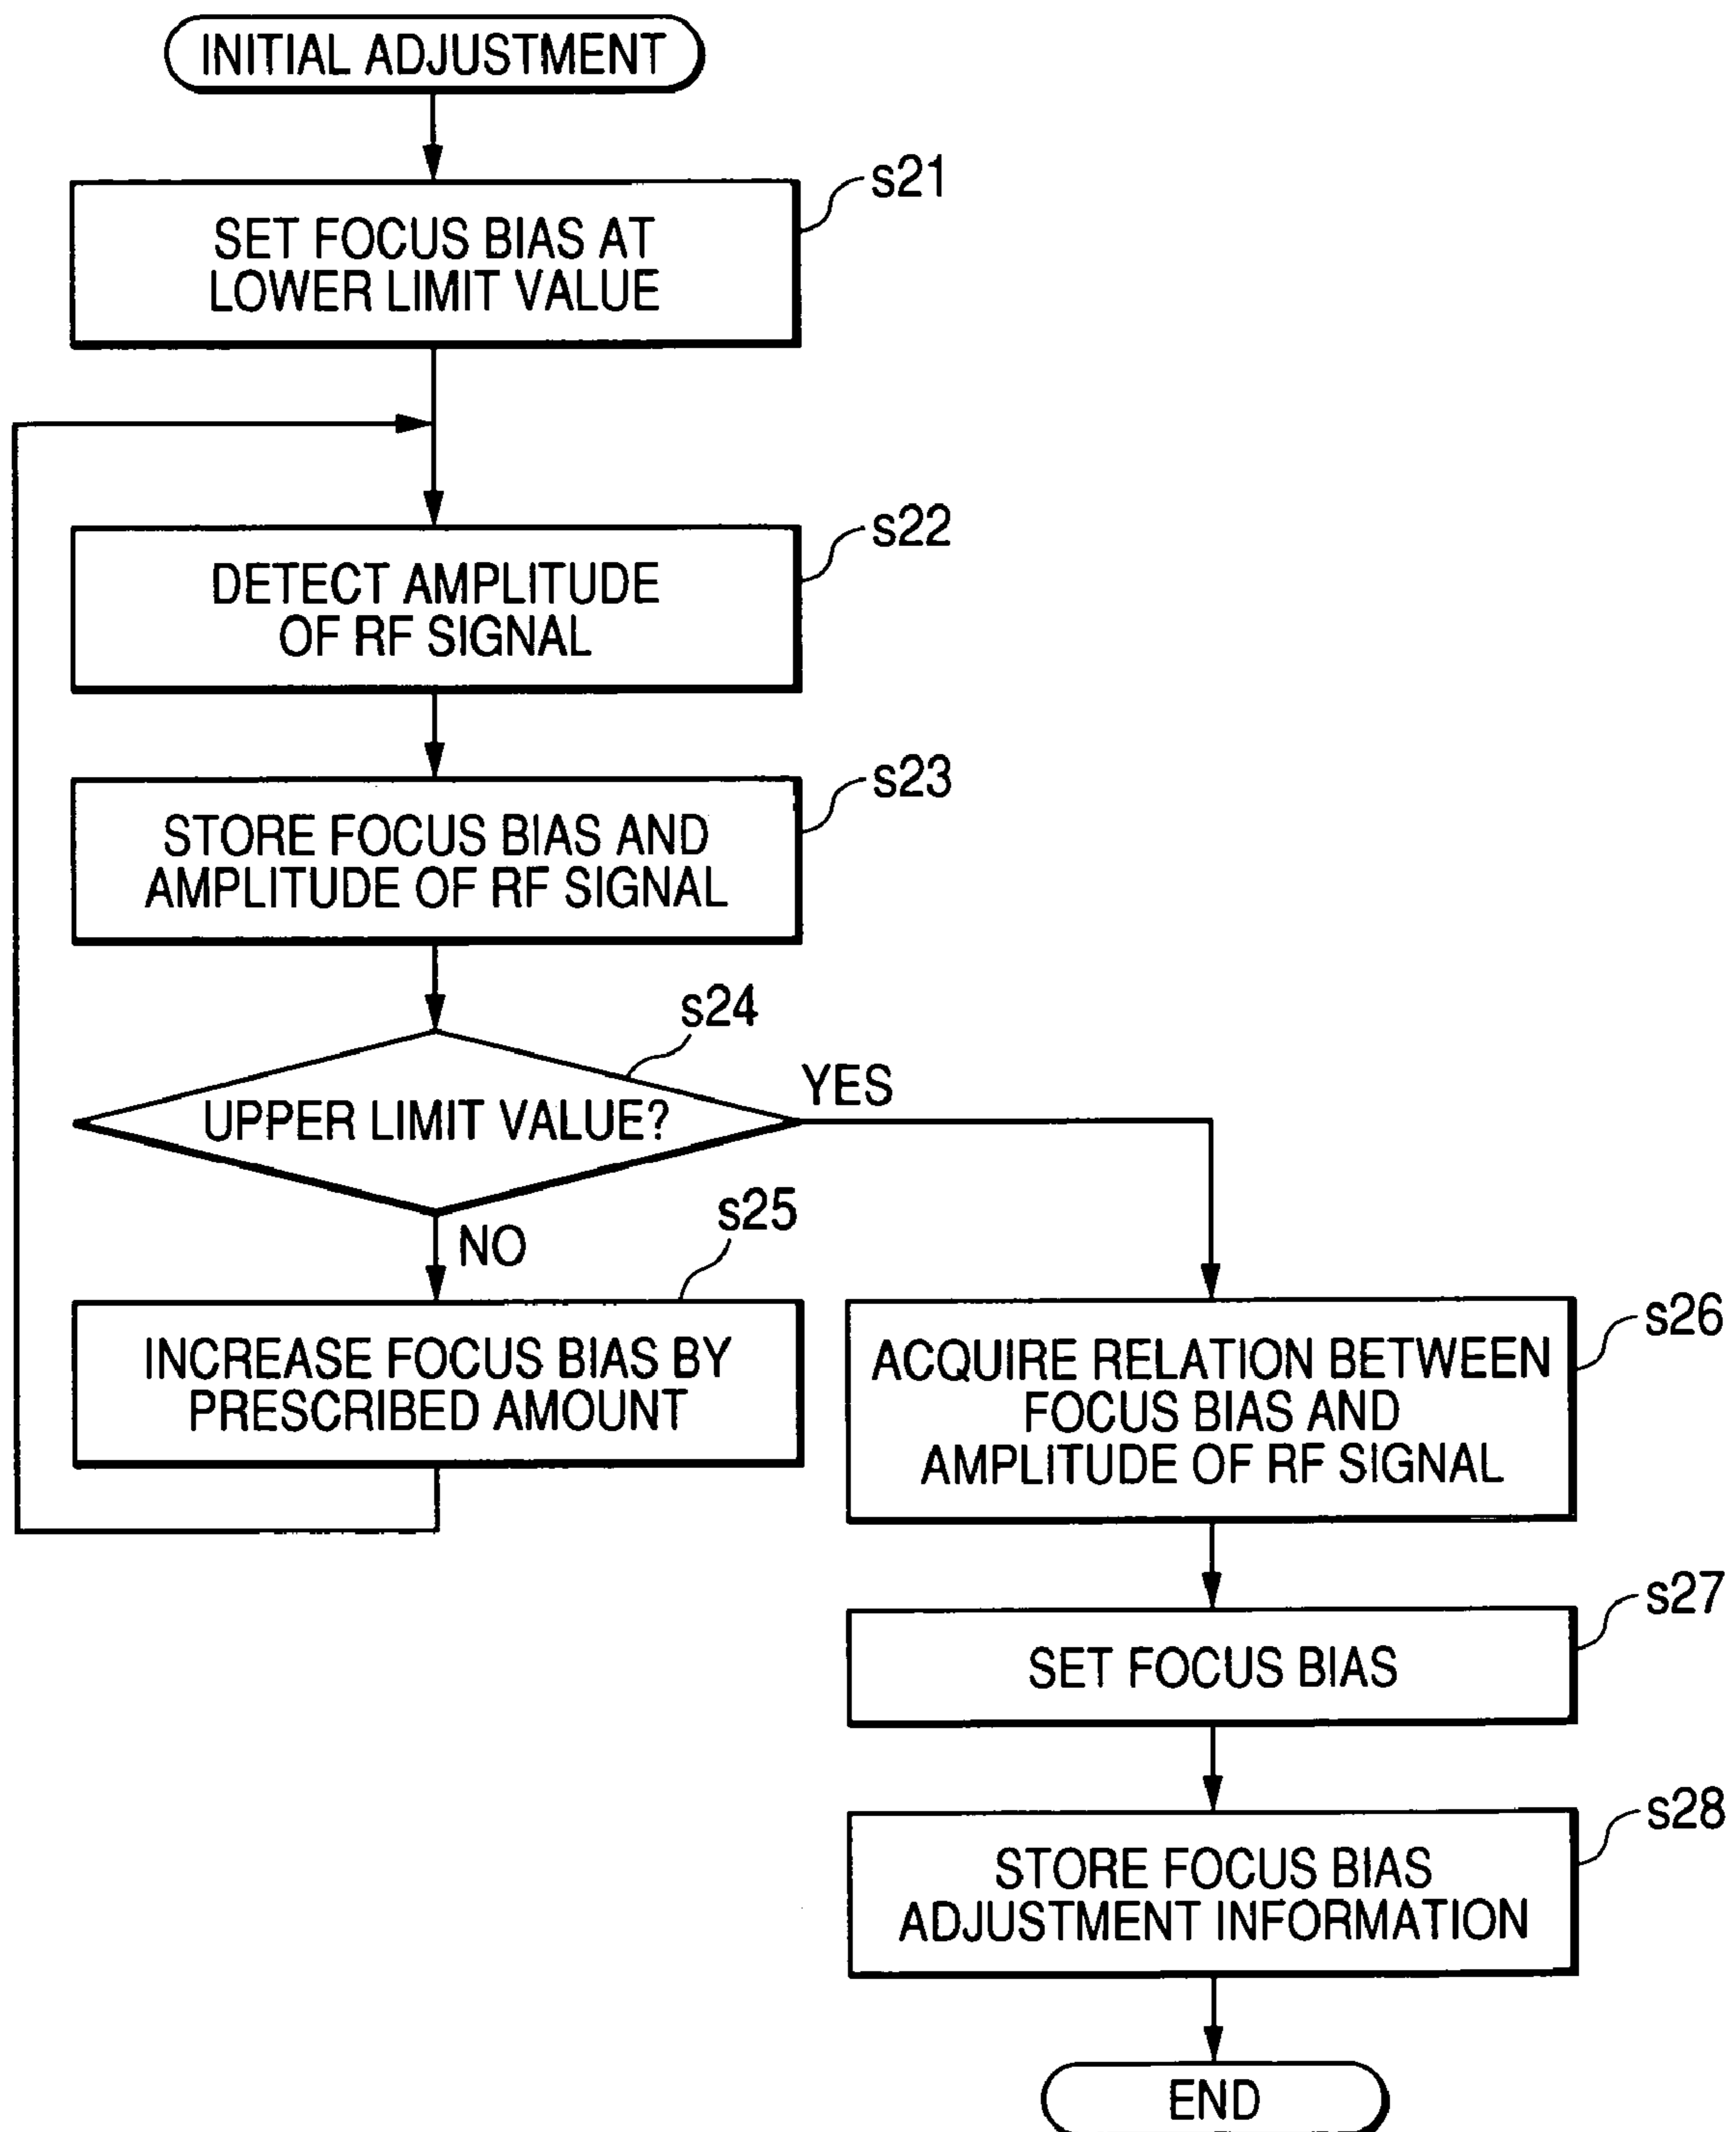 INITIAL ADJUSTMENT
s21
SET FOCUS BIAS AT
LOWER LIMIT VALUE
s22
DETECT AMPLITUDE
OF RF SIGNAL
s23
STORE FOCUS BIAS AND
AMPLITUDE OF RF SIGNAL
s24
UPPER LIMIT VALUE?
YES
NO
s25
INCREASE FOCUS BIAS BY
PRESCRIBED AMOUNT
s26
ACQUIRE RELATION BETWEEN
FOCUS BIAS AND
AMPLITUDE OF RF SIGNAL
s27
SET FOCUS BIAS
s28
STORE FOCUS BIAS
ADJUSTMENT INFORMATION
END